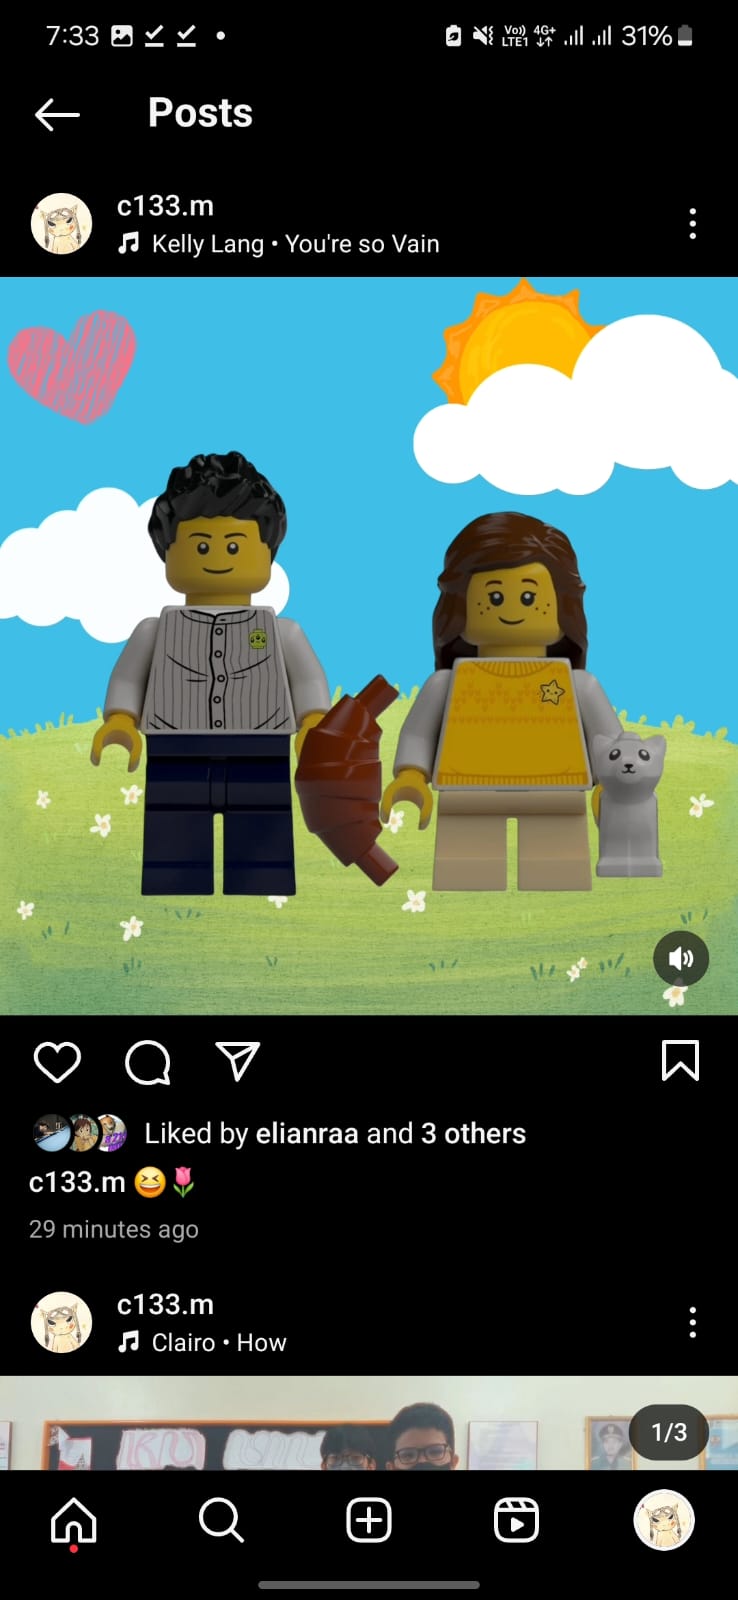 7:33
Vo) 4G+
LTE1
31%
Posts
c133.m
Kelly Lang • You're so Vain
Liked by elianraa and 3 others
c133.m 😆🌷
29 minutes ago
c133.m
Clairo • How
1/3